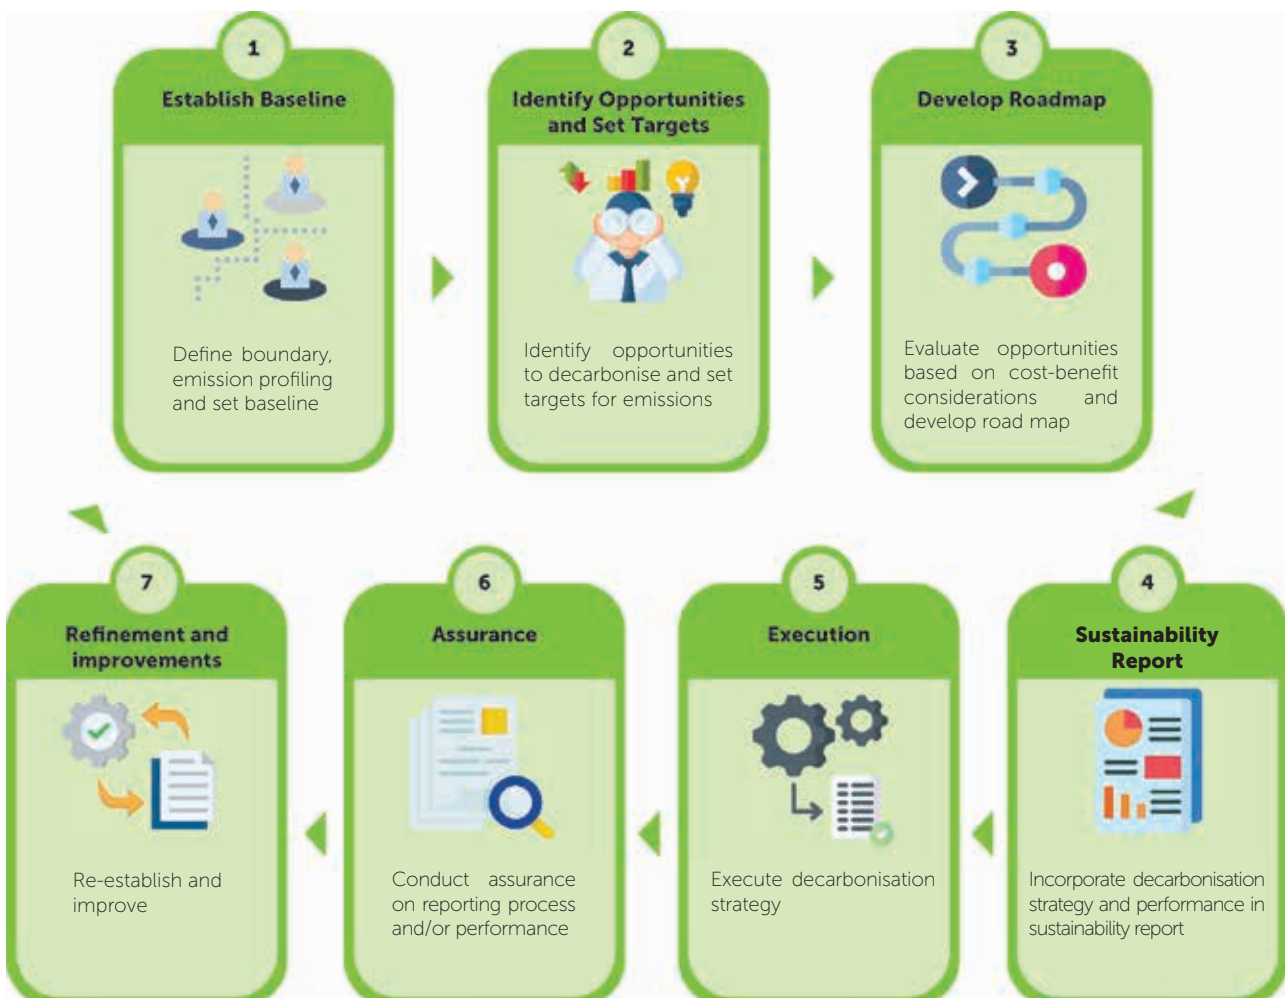 1
Establish Baseline
Define boundary,
emission profiling
and set baseline
2
Identify Opportunities
and Set Targets
Identify opportunities
to decarbonise and set
targets for emissions
3
Develop Roadmap
Evaluate opportunities
based on cost-benefit
considerations and
develop road map
4
Sustainability
Report
Incorporate decarbonisation
strategy and performance in
sustainability report
5
Execution
Execute decarbonisation
strategy
6
Assurance
Conduct assurance
on reporting process
and/or performance
7
Refinement and
improvements
Re-establish and
improve